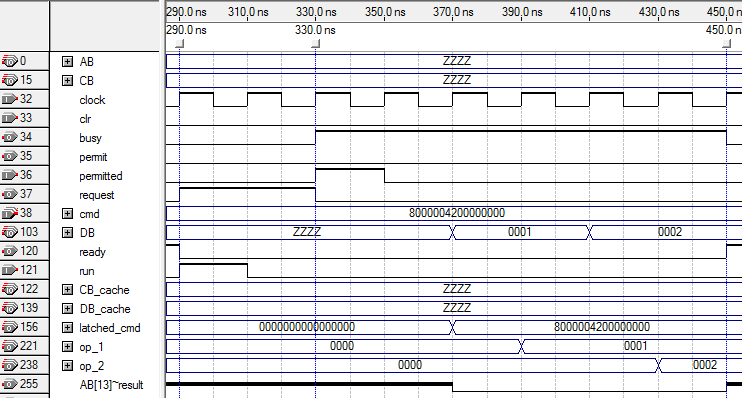 290.0 ns 310.0 ns 330.0 ns 350.0 ns 370.0 ns 390.0 ns 410.0 ns 430.0 ns 450.0 n
290.0 ns 330.0 ns 450.0 n
0 AB ZZZZ
15 CB ZZZZ
32 clock
33 clr
34 busy
35 permit
36 permitted
37 request
38 cmd 8000004200000000
103 DB ZZZZ 0001 0002
120 ready
121 run
122 CB_cache ZZZZ
139 DB_cache ZZZZ
156 latched_cmd 0000000000000000 8000004200000000
221 op_1 0000 0001
238 op_2 0000 0002
255 AB[13]~result